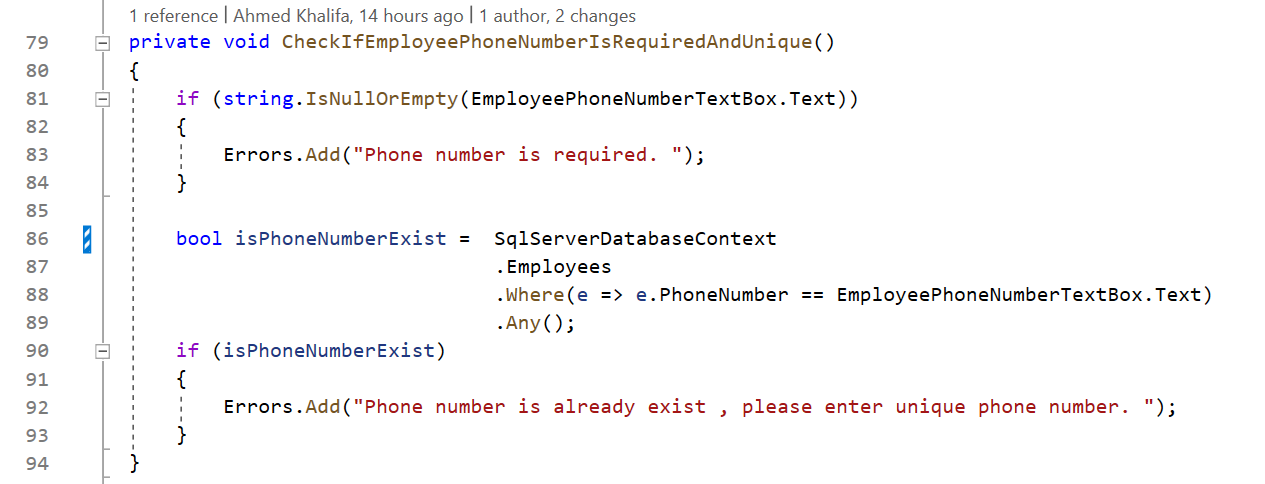 1 reference | Ahmed Khalifa, 14 hours ago | 1 author, 2 changes
79 private void CheckIfEmployeePhoneNumberIsRequiredAndUnique()
80 {
81     if (string.IsNullOrEmpty(EmployeePhoneNumberTextBox.Text))
82     {
83         Errors.Add("Phone number is required. ");
84     }
85
86     bool isPhoneNumberExist =  SqlServerDatabaseContext
87                                .Employees
88                                .Where(e => e.PhoneNumber == EmployeePhoneNumberTextBox.Text)
89                                .Any();
90     if (isPhoneNumberExist)
91     {
92         Errors.Add("Phone number is already exist , please enter unique phone number. ");
93     }
94 }